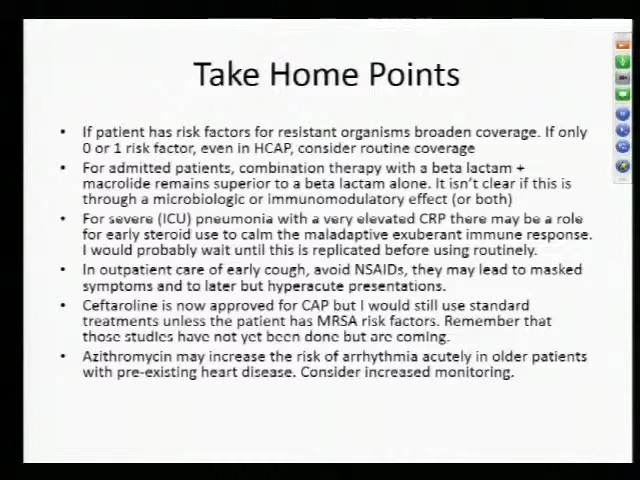 Take Home Points
• If patient has risk factors for resistant organisms broaden coverage. If only
0 or 1 risk factor, even in HCAP, consider routine coverage
• For admitted patients, combination therapy with a beta lactam +
macrolide remains superior to a beta lactam alone. It isn't clear if this is
through a microbiologic or immunomodulatory effect (or both)
• For severe (ICU) pneumonia with a very elevated CRP there may be a role
for early steroid use to calm the maladaptive exuberant immune response.
I would probably wait until this is replicated before using routinely.
• In outpatient care of early cough, avoid NSAIDs, they may lead to masked
symptoms and to later but hyperacute presentations.
• Ceftaroline is now approved for CAP but I would still use standard
treatments unless the patient has MRSA risk factors. Remember that
those studies have not yet been done but are coming.
• Azithromycin may increase the risk of arrhythmia acutely in older patients
with pre-existing heart disease. Consider increased monitoring.